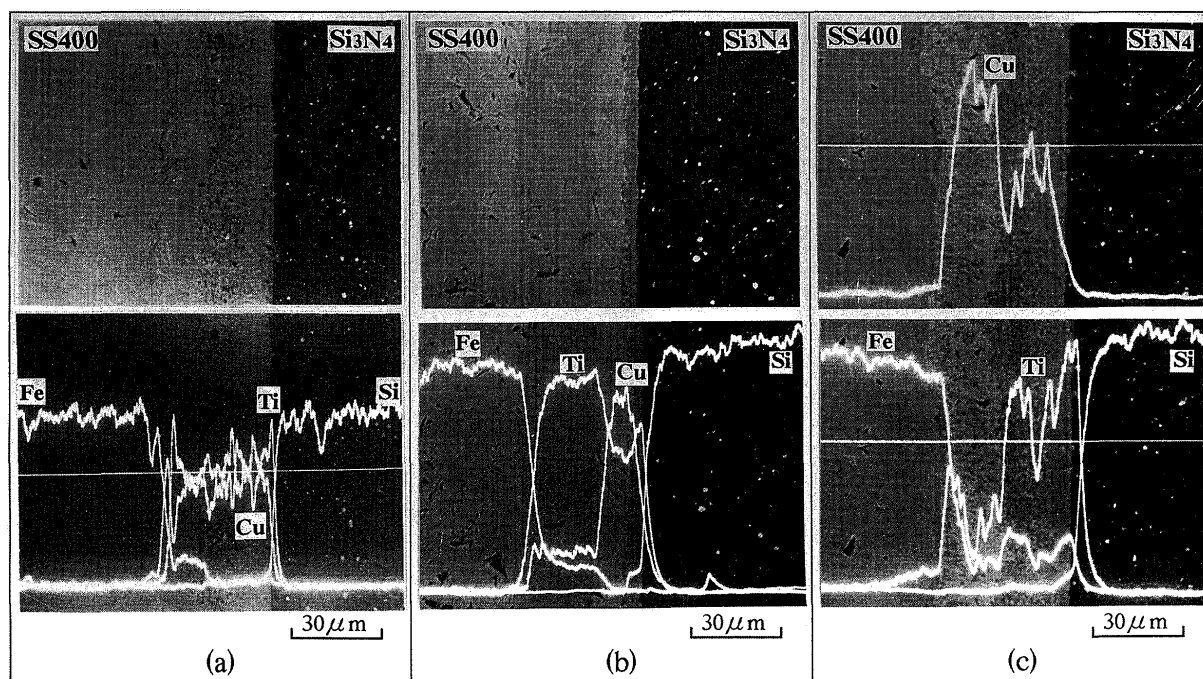 SS400 Si3N4
Fe Ti Si
Cu
30μm
(a)
SS400 Si3N4
Fe Ti Cu Si
30μm
(b)
SS400 Si3N4
Cu
Fe Ti Si
30μm
(c)